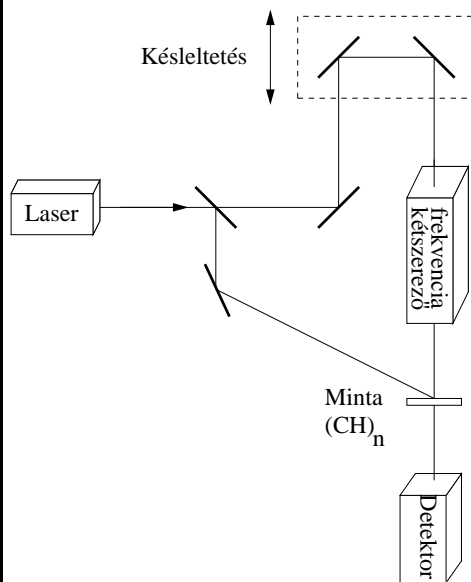 Késleltetés
Laser
frekvencia
kétszerező
Minta
(CH)n
Detektor